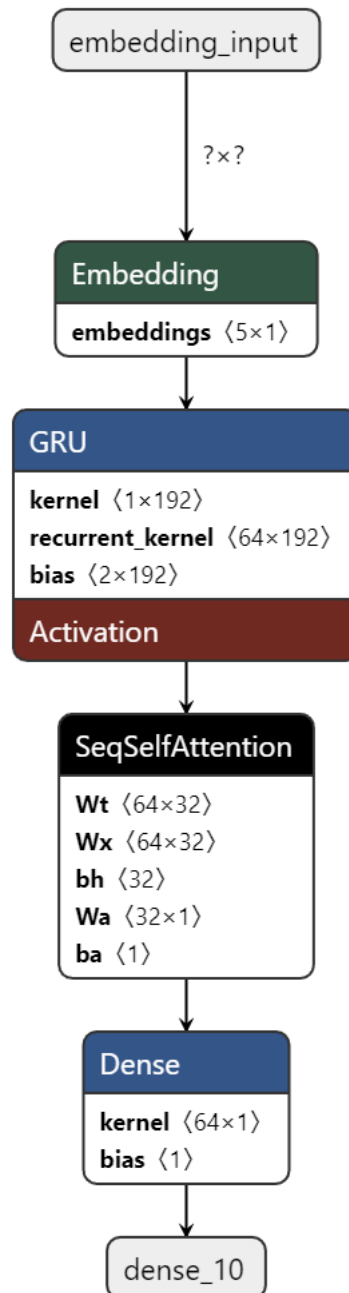 embedding_input
?×?
Embedding
embeddings 〈5×1〉
GRU
kernel 〈1×192〉
recurrent_kernel 〈64×192〉
bias 〈2×192〉
Activation
SeqSelfAttention
Wt 〈64×32〉
Wx 〈64×32〉
bh 〈32〉
Wa 〈32×1〉
ba 〈1〉
Dense
kernel 〈64×1〉
bias 〈1〉
dense_10